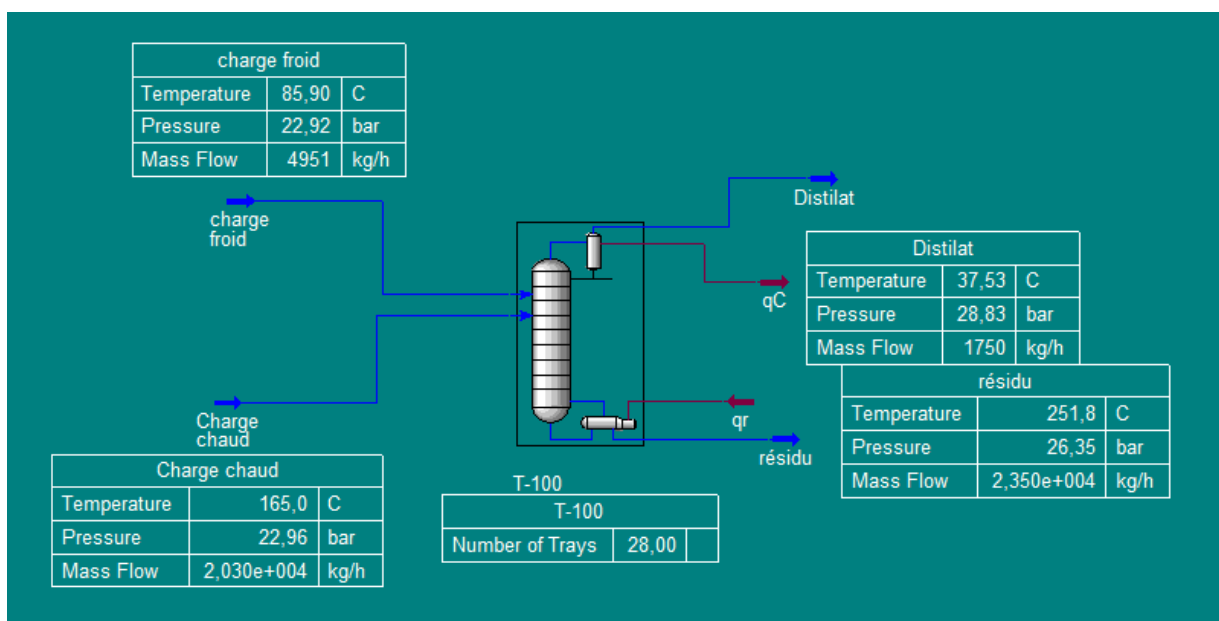 charge froid
Temperature 85,90 C
Pressure 22,92 bar
Mass Flow 4951 kg/h
charge
froid
Distilat
Distilat
Temperature 37,53 C
Pressure 28,83 bar
Mass Flow 1750 kg/h
qC
résidu
Temperature 251,8 C
Pressure 26,35 bar
Mass Flow 2,350e+004 kg/h
qr
résidu
Charge
chaud
Charge chaud
Temperature 165,0 C
Pressure 22,96 bar
Mass Flow 2,030e+004 kg/h
T-100
T-100
Number of Trays 28,00